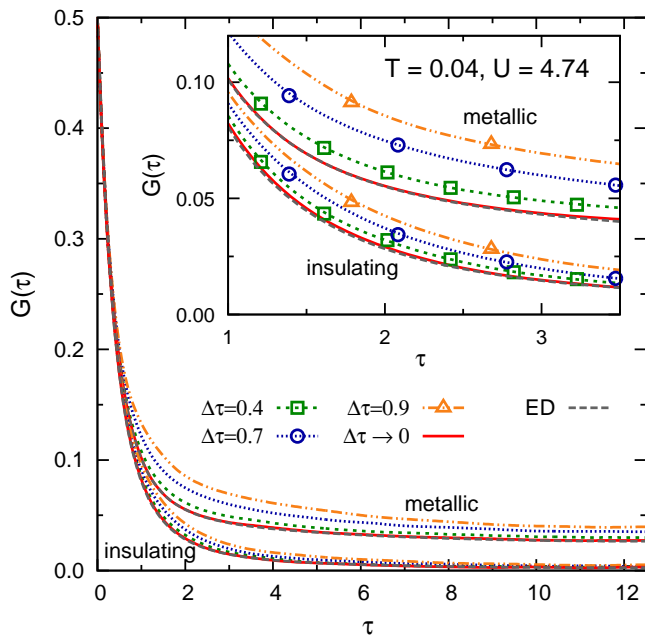 0.5
0.4
0.3
0.2
0.1
0.0
G(τ)
0 2 4 6 8 10 12
τ
T = 0.04, U = 4.74
0.10
0.05
0.00
G(τ)
1 2 3
τ
metallic
insulating
Δτ=0.4 Δτ=0.9 ED
Δτ=0.7 Δτ→0
metallic
insulating